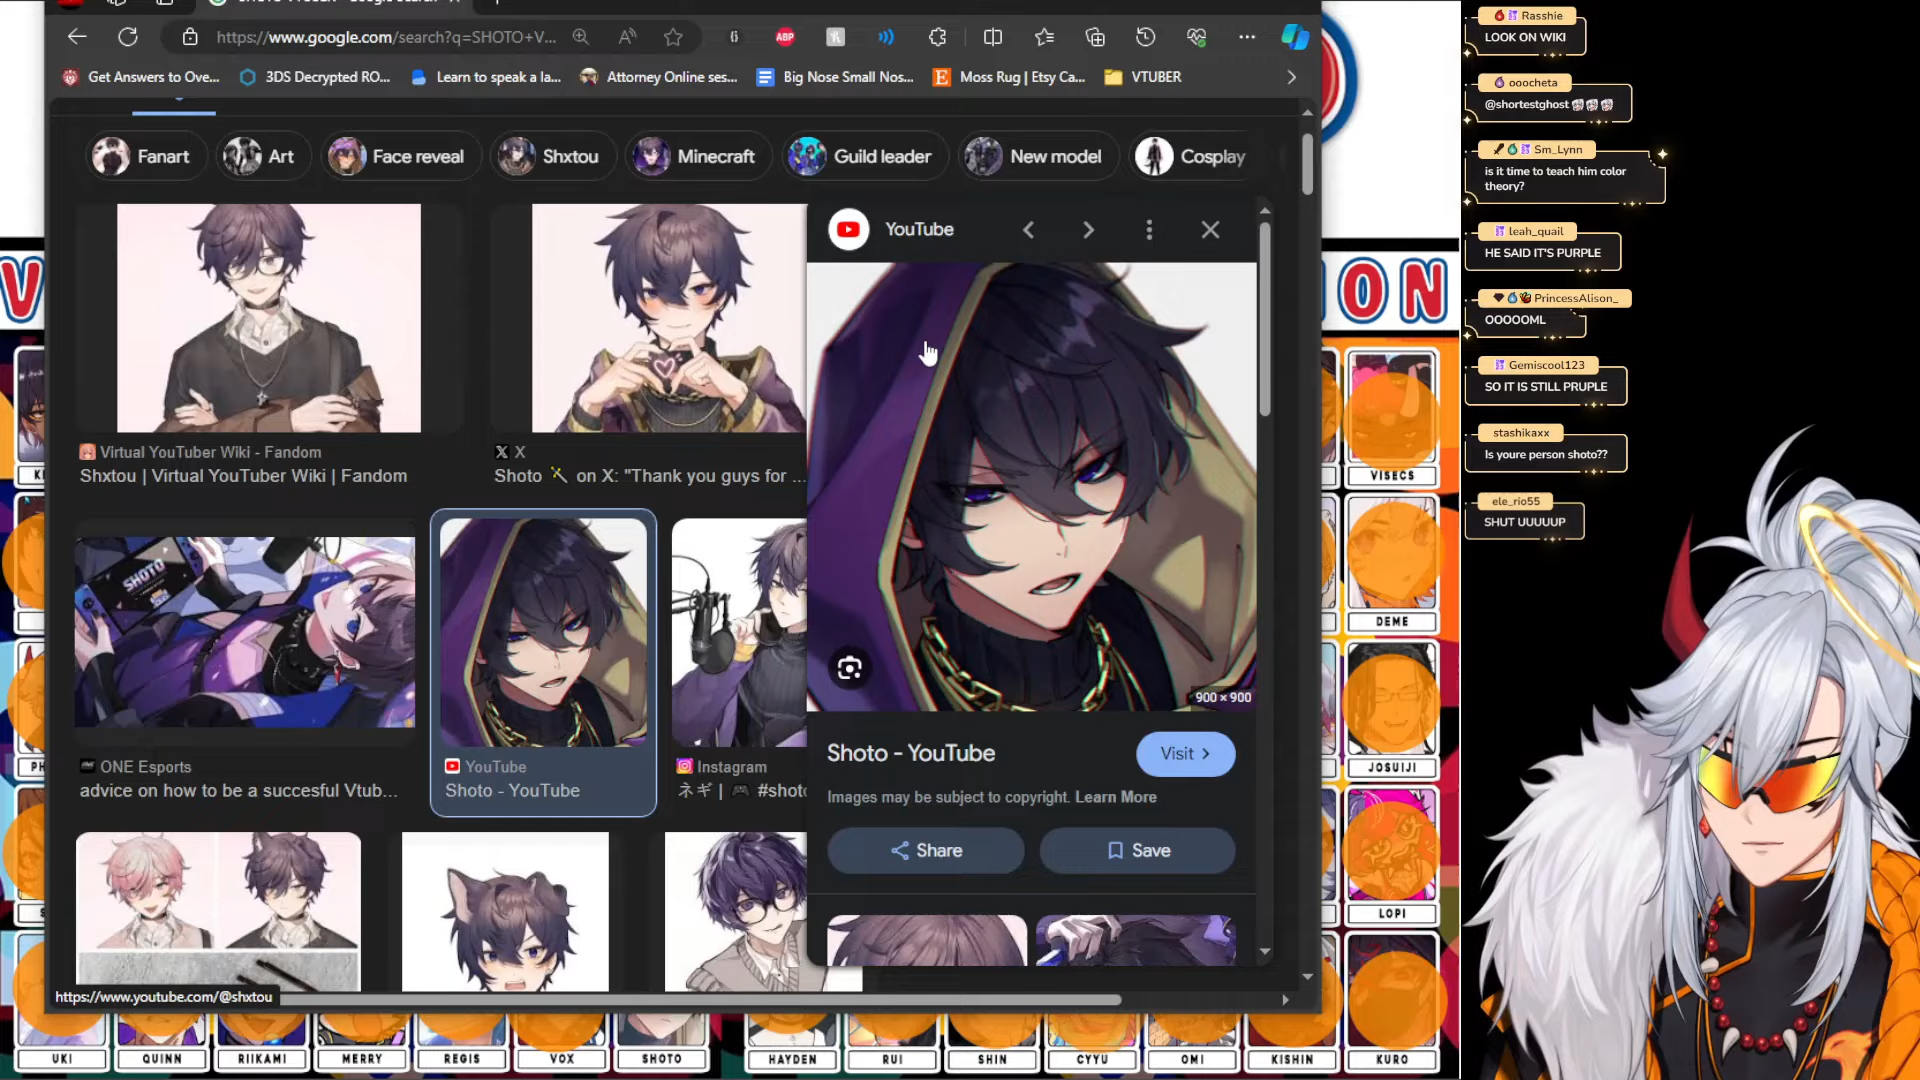 https://www.google.com/search?q=SHOTO+V...
ABP
Get Answers to Ove...
3DS Decrypted RO...
Learn to speak a la...
Attorney Online ses...
Big Nose Small Nos...
Moss Rug | Etsy Ca...
VTUBER
Fanart
Art
Face reveal
Shxtou
Minecraft
Guild leader
New model
Cosplay
Virtual YouTuber Wiki - Fandom
Shxtou | Virtual YouTuber Wiki | Fandom
X
Shoto on X: "Thank you guys for ...
SHOTO
ONE Esports
advice on how to be a succesful Vtub...
YouTube
Shoto - YouTube
Instagram
ネギ | #shoto
YouTube
900 × 900
Shoto - YouTube
Visit
Images may be subject to copyright. Learn More
Share
Save
https://www.youtube.com/@shxtou
V
ON
VISECS
DEME
JOSUIJI
LOPI
UKI
QUINN
RIIKAMI
MERRY
REGIS
VOX
SHOTO
HAYDEN
RUI
SHIN
CYYU
OMI
KISHIN
KURO
Rasshie
LOOK ON WIKI
ooocheta
@shortestghost
Sm_Lynn
is it time to teach him color
theory?
leah_quail
HE SAID IT'S PURPLE
PrincessAlison_
OOOOOML
Gemiscool123
SO IT IS STILL PRUPLE
stashikaxx
Is youre person shoto??
ele_rio55
SHUT UUUUUP